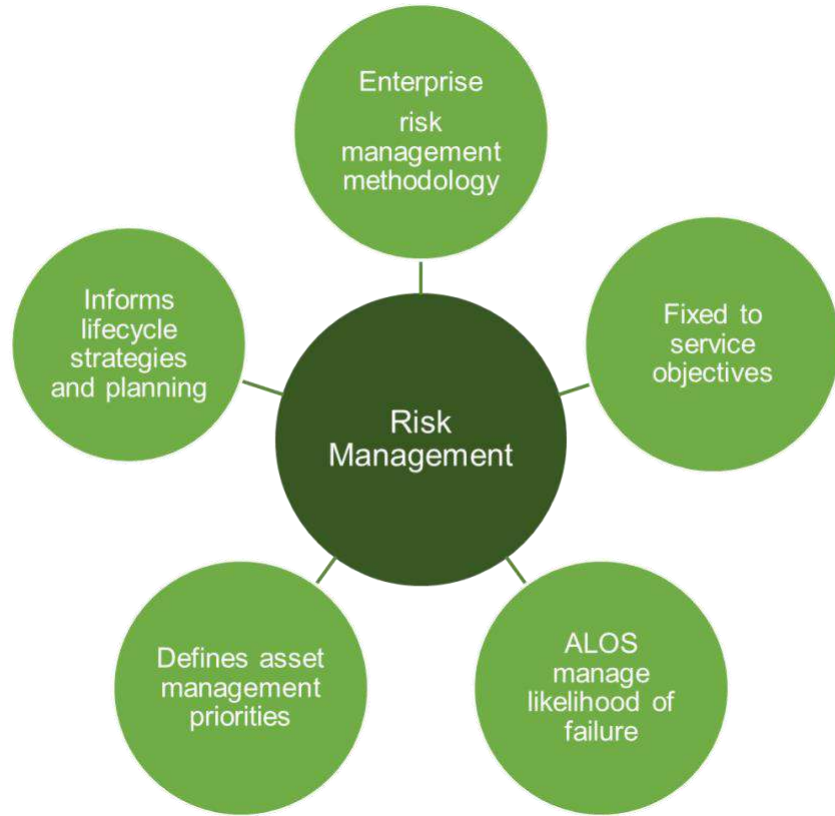 Enterprise
risk
management
methodology
Informs
lifecycle
strategies
and planning
Fixed to
service
objectives
Risk
Management
Defines asset
management
priorities
ALOS
manage
likelihood of
failure